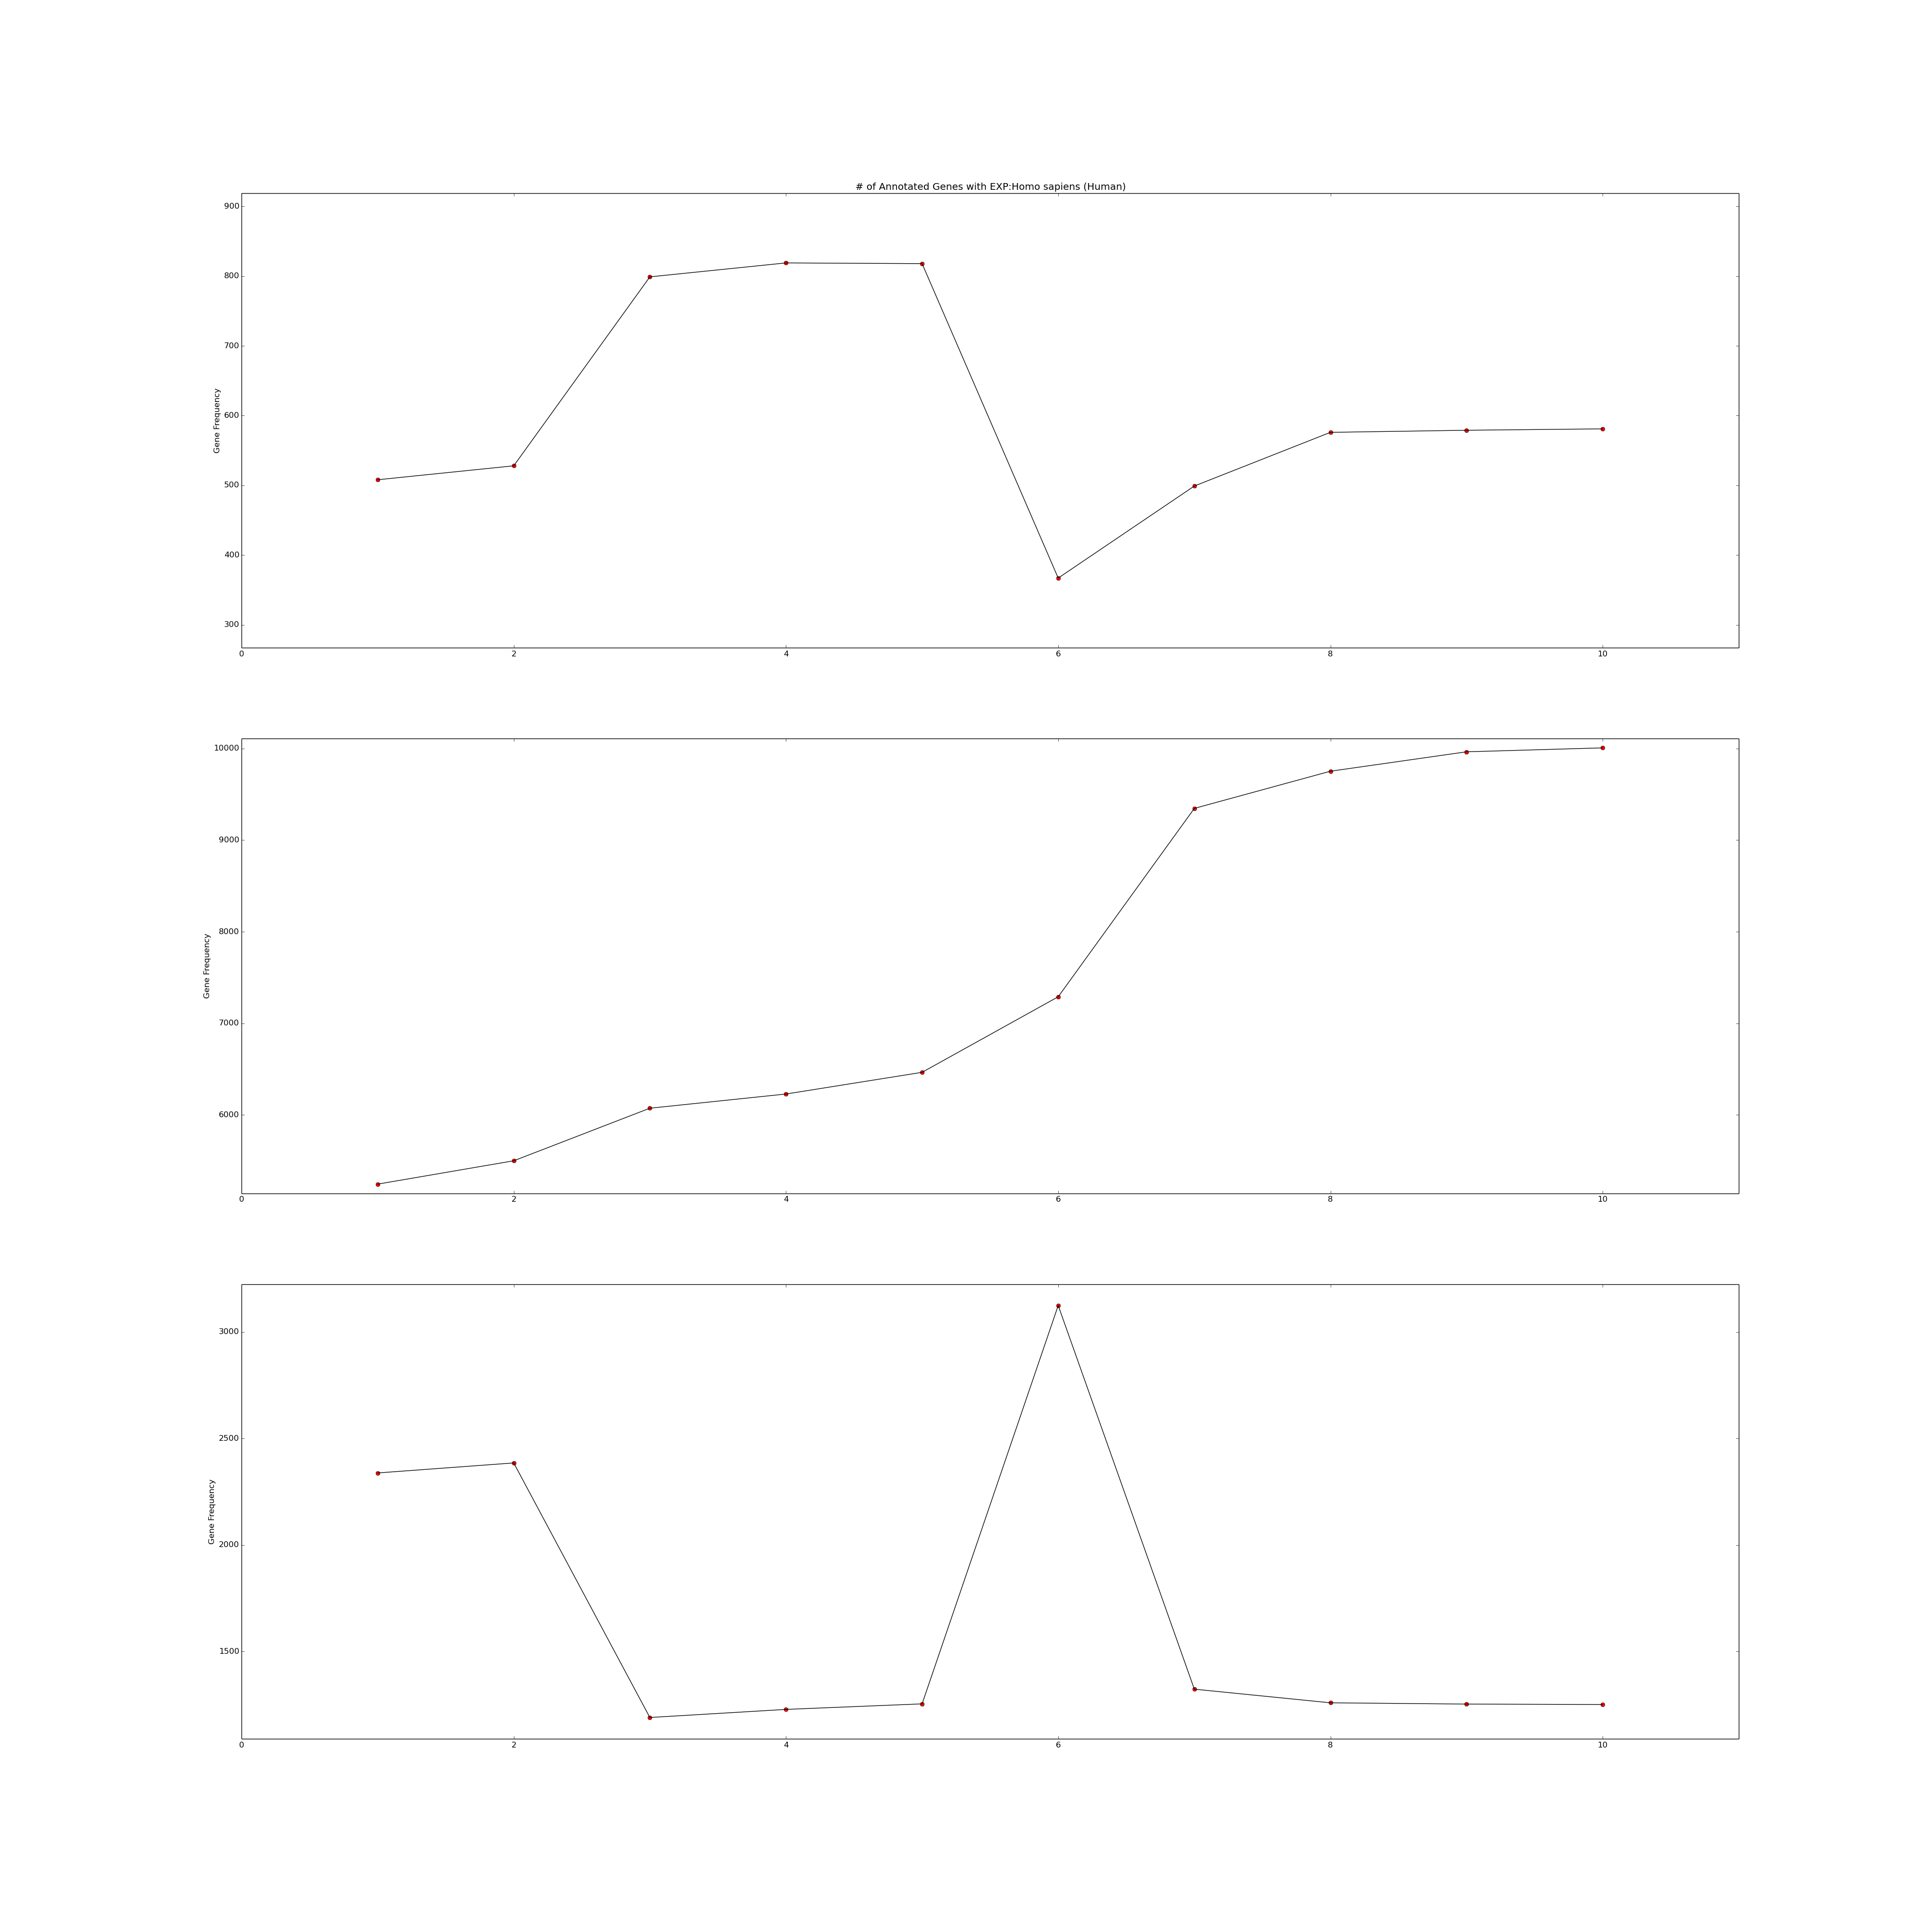 # of Annotated Genes with EXP:Homo sapiens (Human)
900
800
700
600
500
400
300
Gene Frequency
0 2 4 6 8 10
10000
9000
8000
7000
6000
Gene Frequency
0 2 4 6 8 10
3000
2500
2000
1500
Gene Frequency
0 2 4 6 8 10